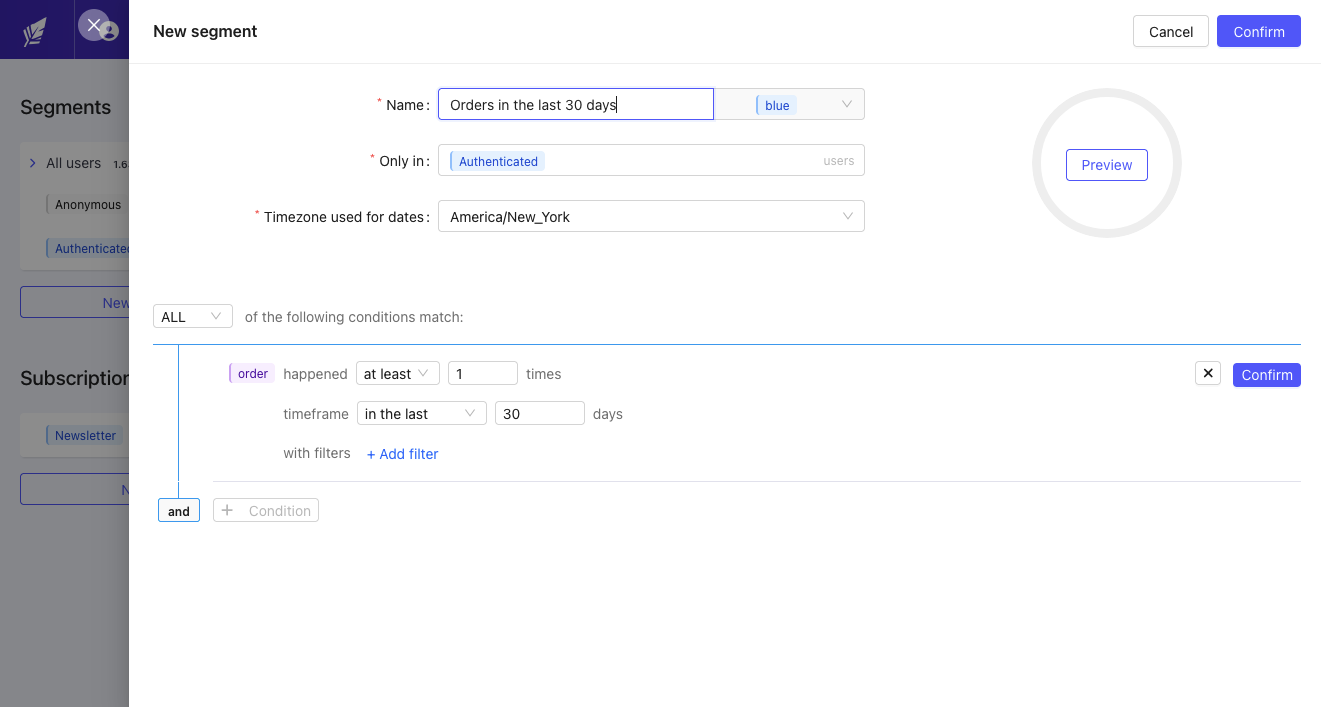 New segment
Cancel
Confirm
* Name: Orders in the last 30 days
blue
* Only in: Authenticated
users
* Timezone used for dates: America/New_York
Preview
Segments
All users 1.6
Anonymous
Authenticated
New
Subscription
Newsletter
N
ALL of the following conditions match:
order happened at least 1 times
Confirm
timeframe in the last 30 days
with filters + Add filter
and
Condition